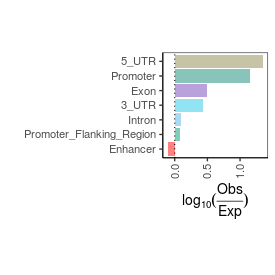 5_UTR
Promoter
Exon
3_UTR
Intron
Promoter_Flanking_Region
Enhancer
0.0
0.5
1.0
log₁₀(Obs/Exp)